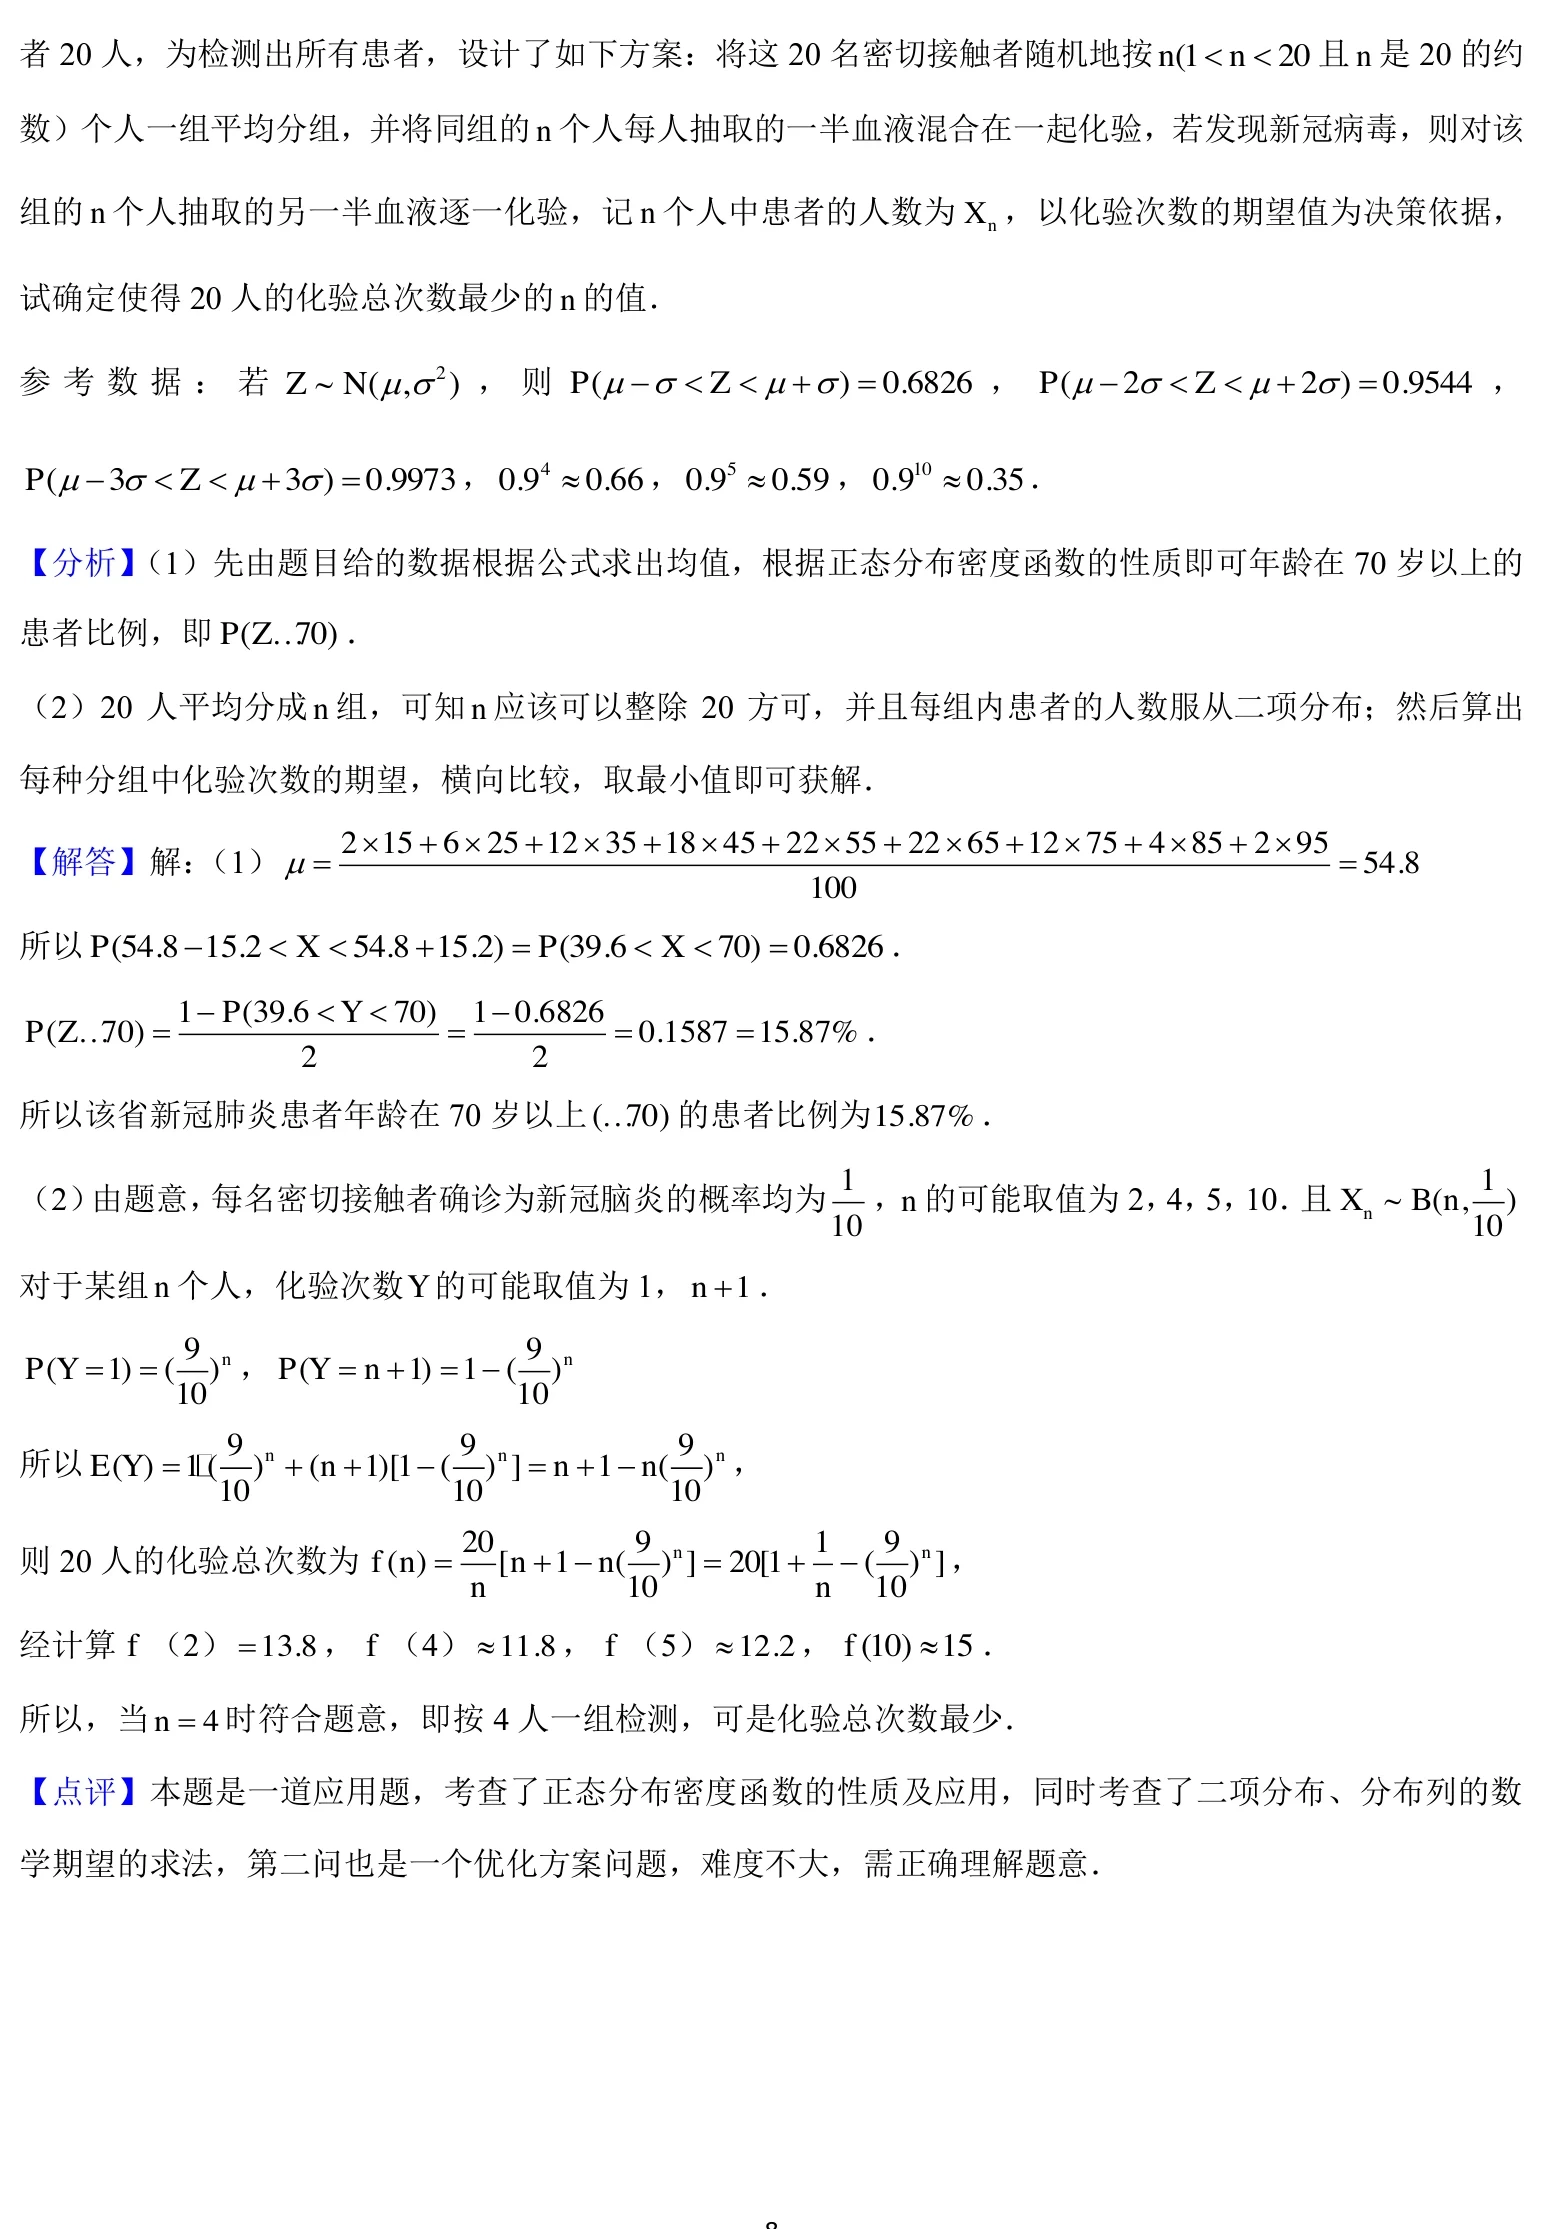 者 20 人，为检测出所有患者，设计了如下方案：将这 20 名密切接触者随机地按 n(1 < n < 20 且 n 是 20 的约
数）个人一组平均分组，并将同组的 n 个人每人抽取的一半血液混合在一起化验，若发现新冠病毒，则对该
组的 n 个人抽取的另一半血液逐一化验，记 n 个人中患者的人数为 Xₙ，以化验次数的期望值为决策依据，
试确定使得 20 人的化验总次数最少的 n 的值．
参考数据：若 Z ~ N(μ,σ²)，则 P(μ−σ < Z < μ+σ) = 0.6826，P(μ−2σ < Z < μ+2σ) = 0.9544，
P(μ−3σ < Z < μ+3σ) = 0.9973，0.9⁴ ≈ 0.66，0.9⁵ ≈ 0.59，0.9¹⁰ ≈ 0.35．
【分析】（1）先由题目给的数据根据公式求出均值，根据正态分布密度函数的性质即可年龄在 70 岁以上的
患者比例，即 P(Z…70)．
（2）20 人平均分成 n 组，可知 n 应该可以整除 20 方可，并且每组内患者的人数服从二项分布；然后算出
每种分组中化验次数的期望，横向比较，取最小值即可获解．
【解答】解：（1）μ = (2×15+6×25+12×35+18×45+22×55+22×65+12×75+4×85+2×95)/100 = 54.8
所以 P(54.8−15.2 < X < 54.8+15.2) = P(39.6 < X < 70) = 0.6826．
P(Z…70) = (1−P(39.6 < Y < 70))/2 = (1−0.6826)/2 = 0.1587 = 15.87%．
所以该省新冠肺炎患者年龄在 70 岁以上 (…70) 的患者比例为15.87%．
（2）由题意，每名密切接触者确诊为新冠脑炎的概率均为 1/10，n 的可能取值为 2，4，5，10．且 Xₙ ~ B(n, 1/10)
对于某组 n 个人，化验次数 Y 的可能取值为 1，n+1．
P(Y=1) = (9/10)ⁿ，P(Y=n+1) = 1−(9/10)ⁿ
所以 E(Y) = 1□(9/10)ⁿ + (n+1)[1−(9/10)ⁿ] = n+1−n(9/10)ⁿ，
则 20 人的化验总次数为 f(n) = 20/n[n+1−n(9/10)ⁿ] = 20[1+1/n−(9/10)ⁿ]，
经计算 f （2）=13.8，f （4）≈11.8，f （5）≈12.2，f(10)≈15．
所以，当 n = 4 时符合题意，即按 4 人一组检测，可是化验总次数最少．
【点评】本题是一道应用题，考查了正态分布密度函数的性质及应用，同时考查了二项分布、分布列的数
学期望的求法，第二问也是一个优化方案问题，难度不大，需正确理解题意．